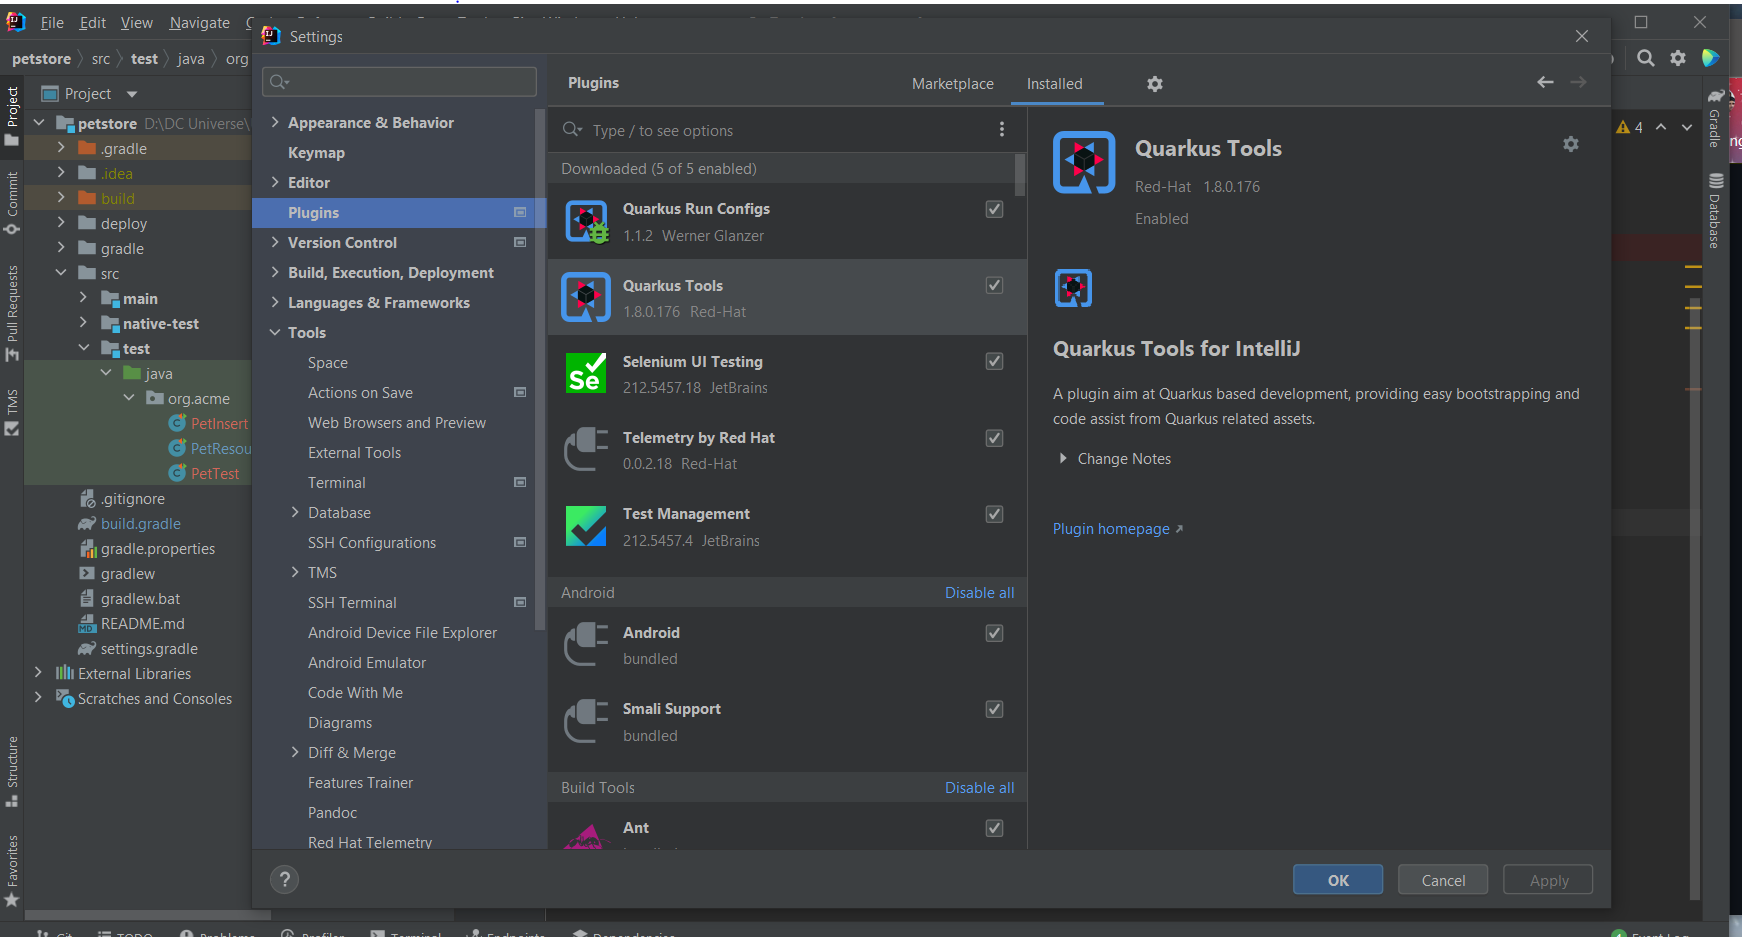 File Edit View Navigate
Settings
petstore src test java org
Project
petstore D:\DC Universe\
.gradle
.idea
build
deploy
gradle
src
main
native-test
test
java
org.acme
PetInsert
PetResou
PetTest
.gitignore
build.gradle
gradle.properties
gradlew
gradlew.bat
README.md
settings.gradle
External Libraries
Scratches and Consoles
Project
Commit
Pull Requests
TMS
Structure
Favorites
Appearance & Behavior
Keymap
Editor
Plugins
Version Control
Build, Execution, Deployment
Languages & Frameworks
Tools
Space
Actions on Save
Web Browsers and Preview
External Tools
Terminal
Database
SSH Configurations
TMS
SSH Terminal
Android Device File Explorer
Android Emulator
Code With Me
Diagrams
Diff & Merge
Features Trainer
Pandoc
Red Hat Telemetry
Plugins Marketplace Installed
Type / to see options
Downloaded (5 of 5 enabled)
Quarkus Run Configs
1.1.2 Werner Glanzer
Quarkus Tools
1.8.0.176 Red-Hat
Selenium UI Testing
212.5457.18 JetBrains
Telemetry by Red Hat
0.0.2.18 Red-Hat
Test Management
212.5457.4 JetBrains
Android Disable all
Android
bundled
Smali Support
bundled
Build Tools Disable all
Ant
Quarkus Tools
Red-Hat 1.8.0.176
Enabled
Quarkus Tools for IntelliJ
A plugin aim at Quarkus based development, providing easy bootstrapping and
code assist from Quarkus related assets.
Change Notes
Plugin homepage
? OK Cancel Apply
4
Gradle
Database
Git TODO Problems Profiler Terminal Endpoints Dependencies Event Log